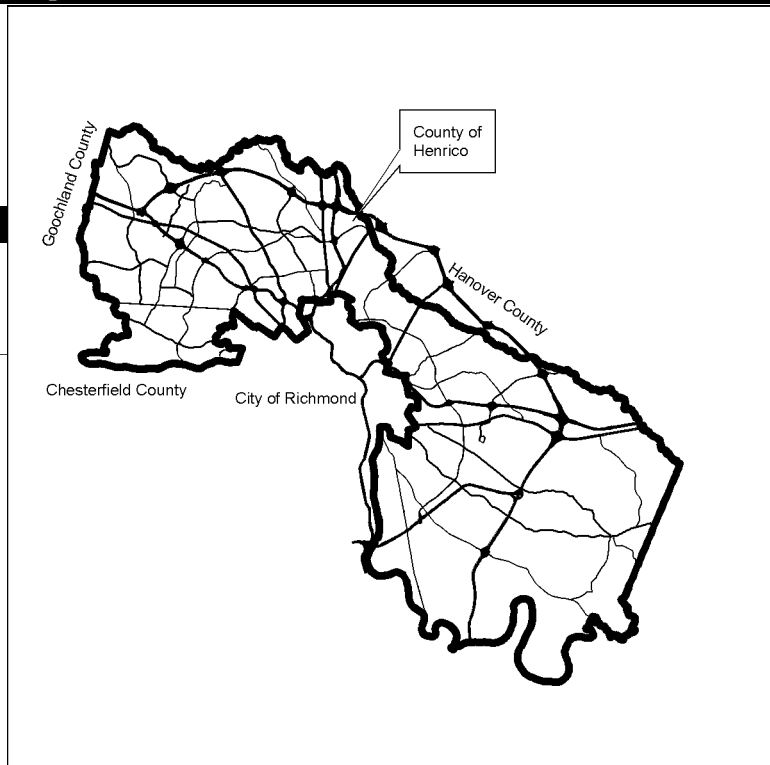 County of
Henrico
Goochland County
Hanover County
Chesterfield County
City of Richmond